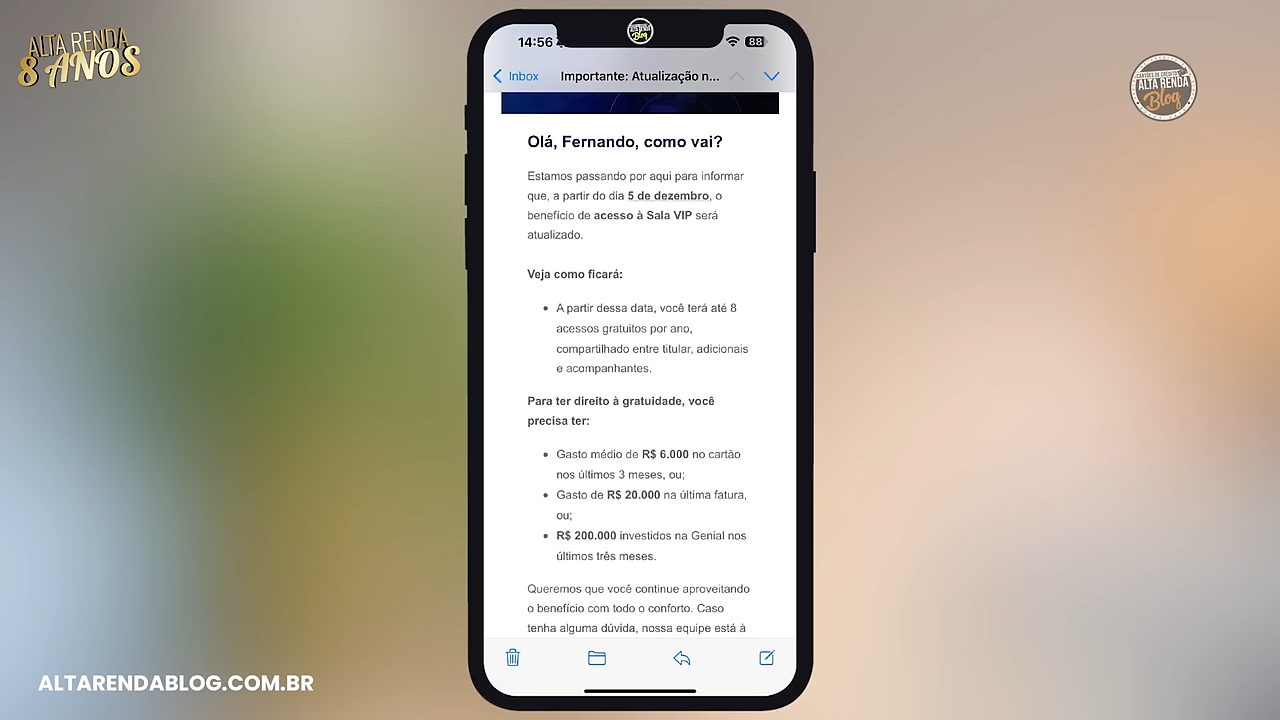 ALTA RENDA
8 ANOS
14:56
88
Inbox
Importante: Atualização n...
CARTÕES DE CRÉDITO
ALTA RENDA
Blog
Olá, Fernando, como vai?
Estamos passando por aqui para informar
que, a partir do dia 5 de dezembro, o
benefício de acesso à Sala VIP será
atualizado.
Veja como ficará:
• A partir dessa data, você terá até 8
acessos gratuitos por ano,
compartilhado entre titular, adicionais
e acompanhantes.
Para ter direito à gratuidade, você
precisa ter:
• Gasto médio de R$ 6.000 no cartão
nos últimos 3 meses, ou;
• Gasto de R$ 20.000 na última fatura,
ou;
• R$ 200.000 investidos na Genial nos
últimos três meses.
Queremos que você continue aproveitando
o benefício com todo o conforto. Caso
tenha alguma dúvida, nossa equipe está à
ALTARENDABLOG.COM.BR